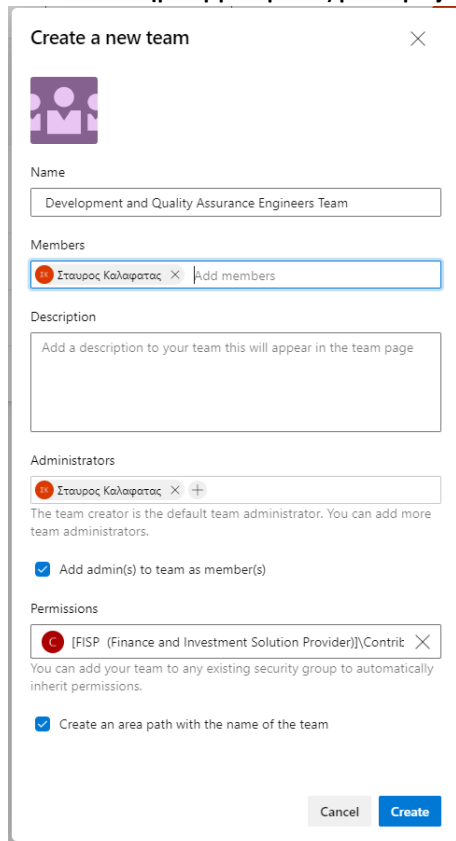 Create a new team
Name
Development and Quality Assurance Engineers Team
Members
ΣΚ Σταυρος Καλαφατας Add members
Description
Add a description to your team this will appear in the team page
Administrators
ΣΚ Σταυρος Καλαφατας
The team creator is the default team administrator. You can add more
team administrators.
Add admin(s) to team as member(s)
Permissions
C [FISP (Finance and Investment Solution Provider)]\Contrib
You can add your team to any existing security group to automatically
inherit permissions.
Create an area path with the name of the team
Cancel Create